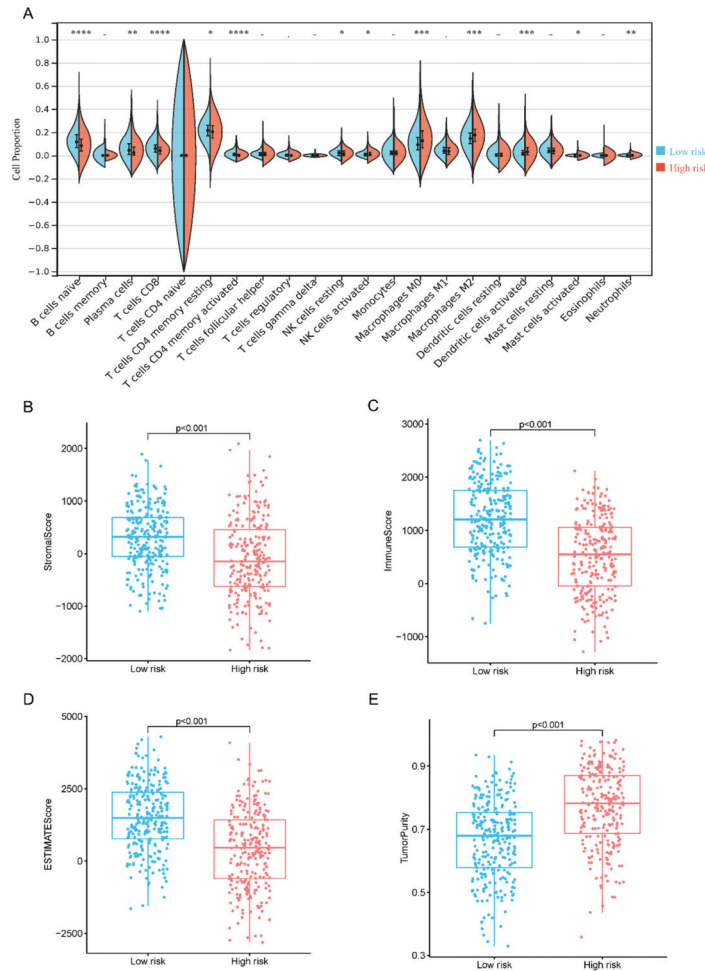 A
**** - ** **** * **** - . - * * - *** - *** - *** - * - **
1.0
0.8
0.6
0.4
0.2
0.0
−0.2
−0.4
−0.6
−0.8
−1.0
Cell Proportion
Low risk
High risk
B cells naïve
B cells memory
Plasma cells
T cells CD8
T cells CD4 naïve
T cells CD4 memory resting
T cells CD4 memory activated
T cells follicular helper
T cells regulatory
T cells gamma delta
NK cells resting
NK cells activated
Monocytes
Macrophages M0
Macrophages M1
Macrophages M2
Dendritic cells resting
Dendritic cells activated
Mast cells resting
Mast cells activated
Eosinophils
Neutrophils
B
p<0.001
2000
1000
0
−1000
−2000
StromalScore
Low risk
High risk
C
p<0.001
3000
2000
1000
0
−1000
ImmuneScore
Low risk
High risk
D
p<0.001
5000
2500
0
−2500
ESTIMATEScore
Low risk
High risk
E
p<0.001
0.9
0.7
0.5
0.3
TumorPurity
Low risk
High risk